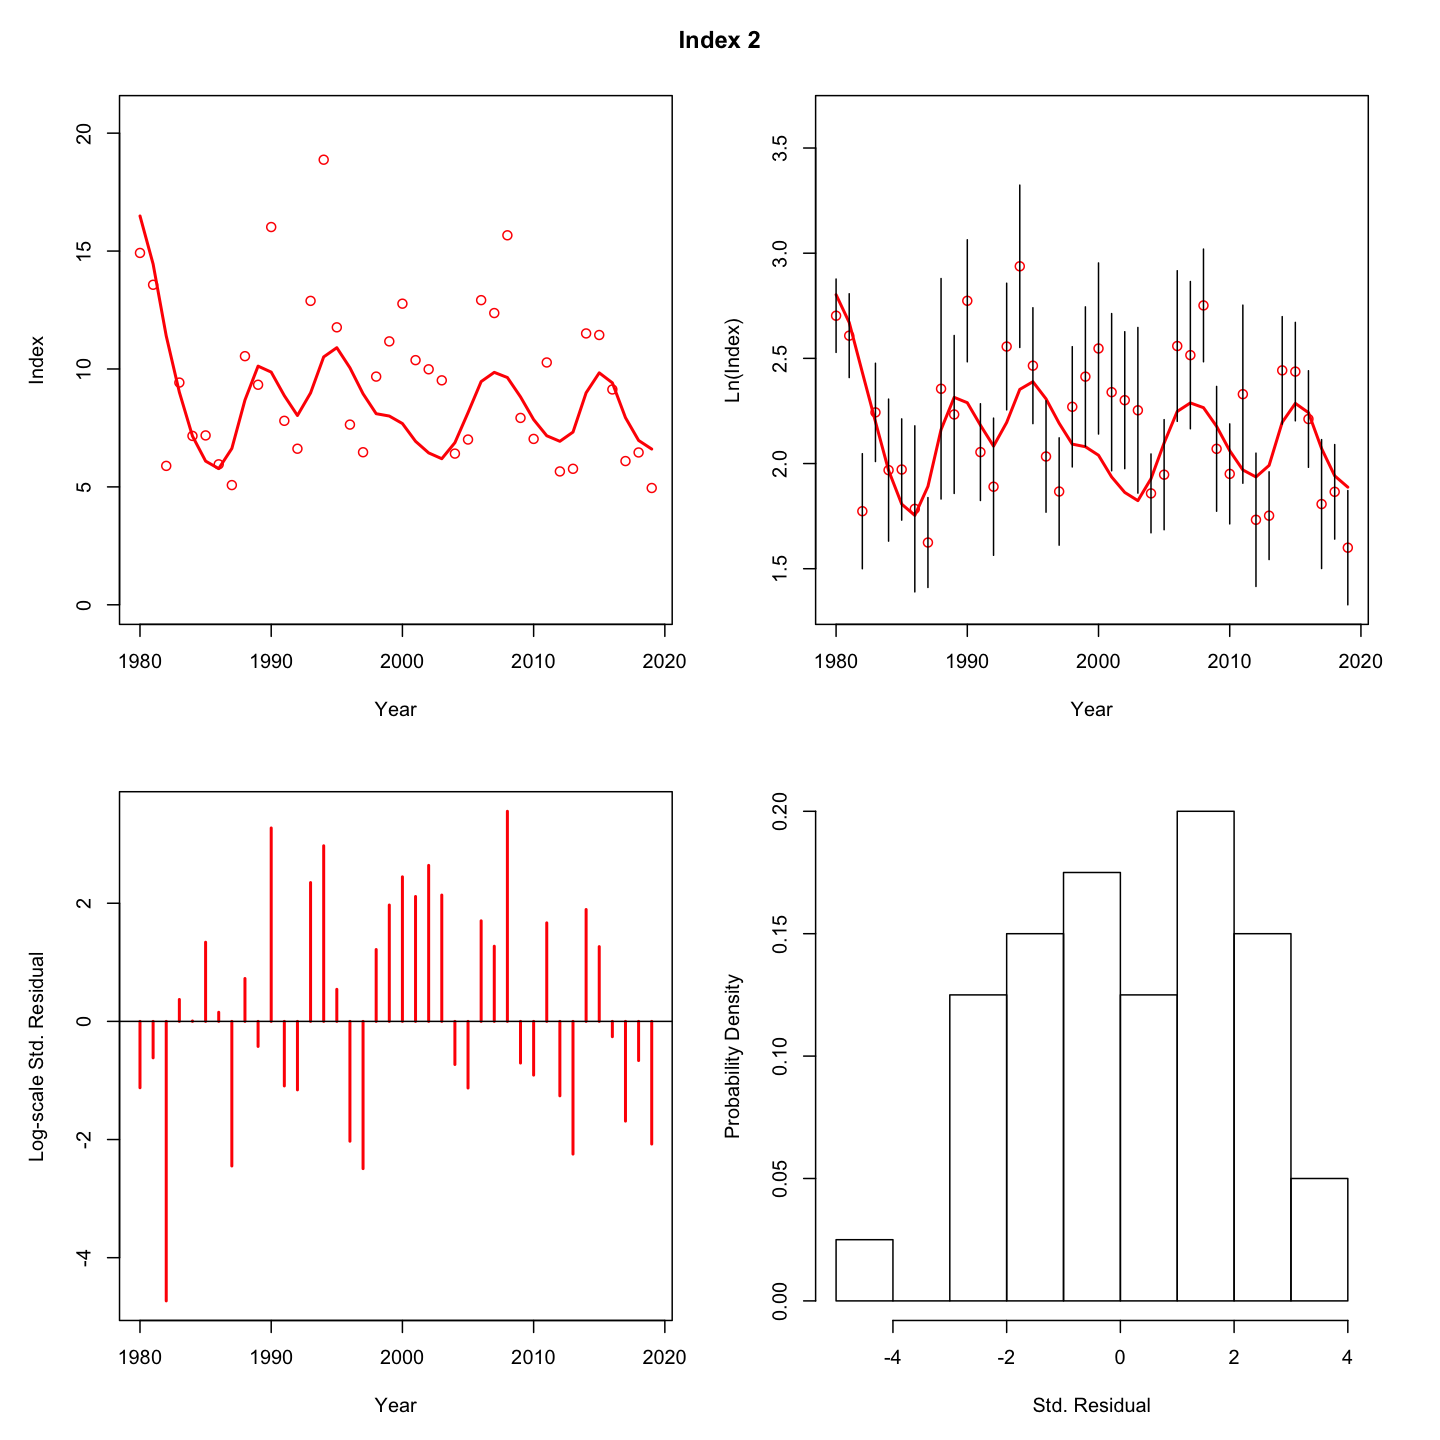 Index 2
Index
20
15
10
5
0
1980 1990 2000 2010 2020
Year
Ln(Index)
3.5
3.0
2.5
2.0
1.5
1980 1990 2000 2010 2020
Year
Log-scale Std. Residual
2
0
-2
-4
1980 1990 2000 2010 2020
Year
Probability Density
0.20
0.15
0.10
0.05
0.00
-4 -2 0 2 4
Std. Residual